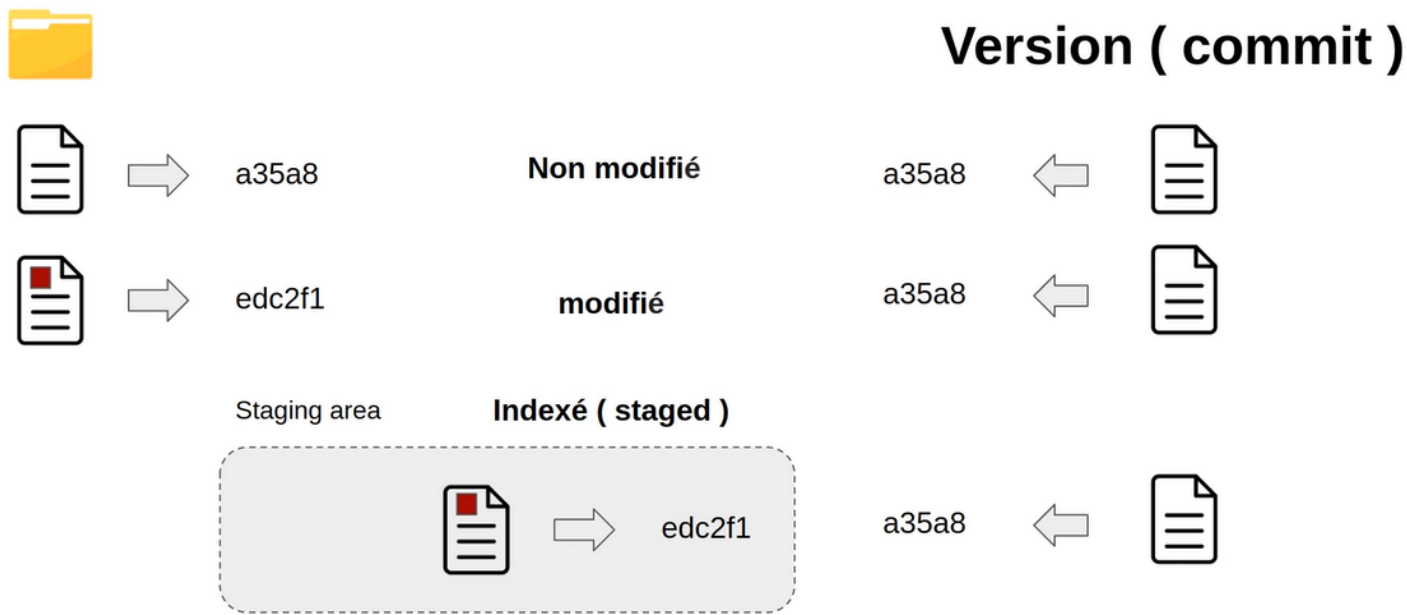 Version ( commit )
a35a8
Non modifié
a35a8
edc2f1
modifié
a35a8
Staging area
Indexé ( staged )
edc2f1
a35a8